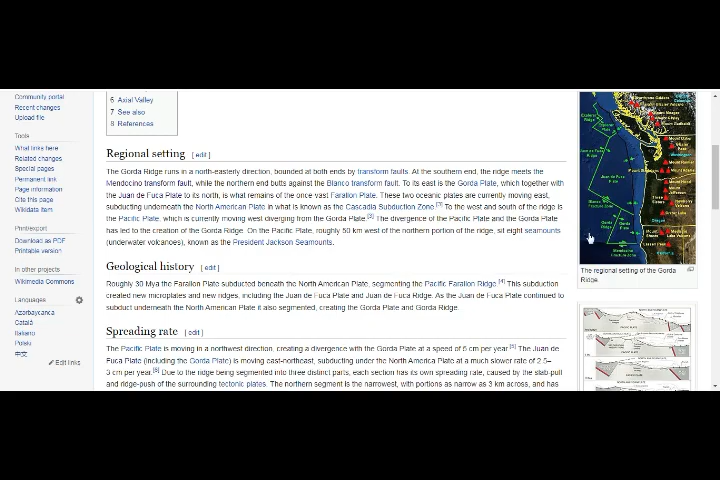 Community portal
Recent changes
Upload file
Tools
What links here
Related changes
Special pages
Permanent link
Page information
Cite this page
Wikidata item
Print/export
Download as PDF
Printable version
In other projects
Wikimedia Commons
Languages
Azərbaycanca
Català
Italiano
Polski
中文
Edit links
6 Axial Valley
7 See also
8 References
Regional setting [ edit ]
The Gorda Ridge runs in a north-easterly direction, bounded at both ends by transform faults. At the southern end, the ridge meets the
Mendocino transform fault, while the northern end butts against the Blanco transform fault. To its east is the Gorda Plate, which together with
the Juan de Fuca Plate to its north, is what remains of the once vast Farallon Plate. These two oceanic plates are currently moving east,
subducting underneath the North American Plate in what is known as the Cascadia Subduction Zone.[3] To the west and south of the ridge is
the Pacific Plate, which is currently moving west diverging from the Gorda Plate.[3] The divergence of the Pacific Plate and the Gorda Plate
has led to the creation of the Gorda Ridge. On the Pacific Plate, roughly 50 km west of the northern portion of the ridge, sit eight seamounts
(underwater volcanoes), known as the President Jackson Seamounts.
Geological history [ edit ]
Roughly 30 Mya the Farallon Plate subducted beneath the North American Plate, segmenting the Pacific Farallon Ridge.[4] This subduction
created new microplates and new ridges, including the Juan de Fuca Plate and Juan de Fuca Ridge. As the Juan de Fuca Plate continued to
subduct underneath the North American Plate it also segmented, creating the Gorda Plate and Gorda Ridge.
Spreading rate [ edit ]
The Pacific Plate is moving in a northwest direction, creating a divergence with the Gorda Plate at a speed of 5 cm per year.[5] The Juan de
Fuca Plate (including the Gorda Plate) is moving east-northeast, subducting under the North America Plate at a much slower rate of 2.5–
3 cm per year.[6] Due to the ridge being segmented into three distinct parts, each section has its own spreading rate, caused by the slab-pull
and ridge-push of the surrounding tectonic plates. The northern segment is the narrowest, with portions as narrow as 3 km across, and has
The regional setting of the Gorda
Ridge